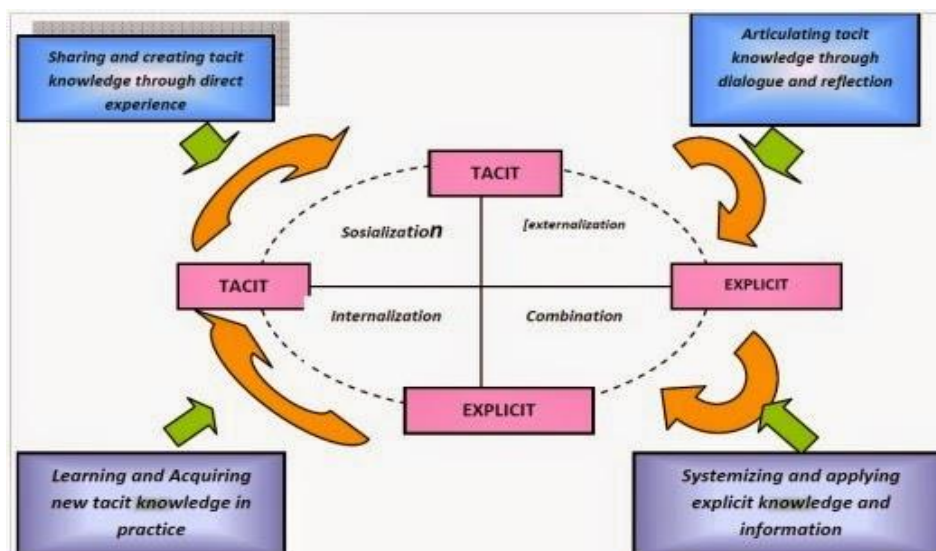 Sharing and creating tacit
knowledge through direct
experience
Articulating tacit
knowledge through
dialogue and reflection
TACIT
Sosialization
[externalization
TACIT
EXPLICIT
Internalization
Combination
EXPLICIT
Learning and Acquiring
new tacit knowledge in
practice
Systemizing and applying
explicit knowledge and
information